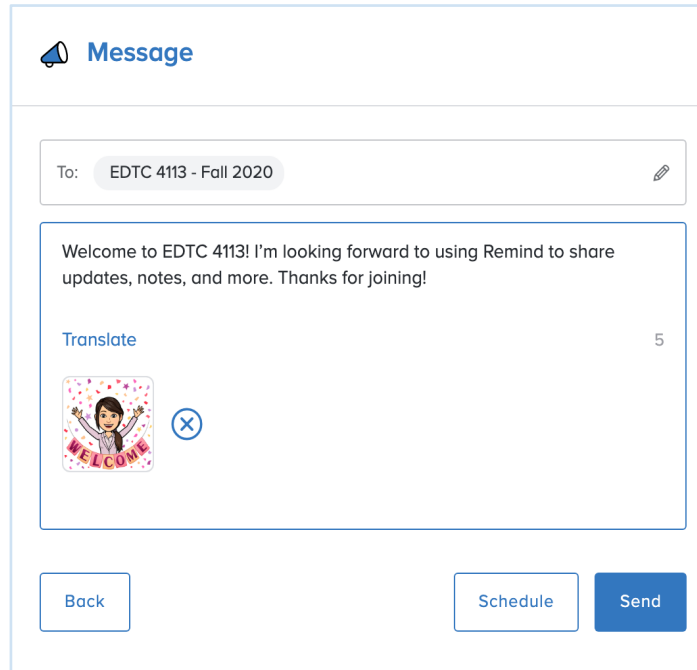 Message
To: EDTC 4113 - Fall 2020
Welcome to EDTC 4113! I'm looking forward to using Remind to share
updates, notes, and more. Thanks for joining!
Translate 5
WELCOME
Back Schedule Send